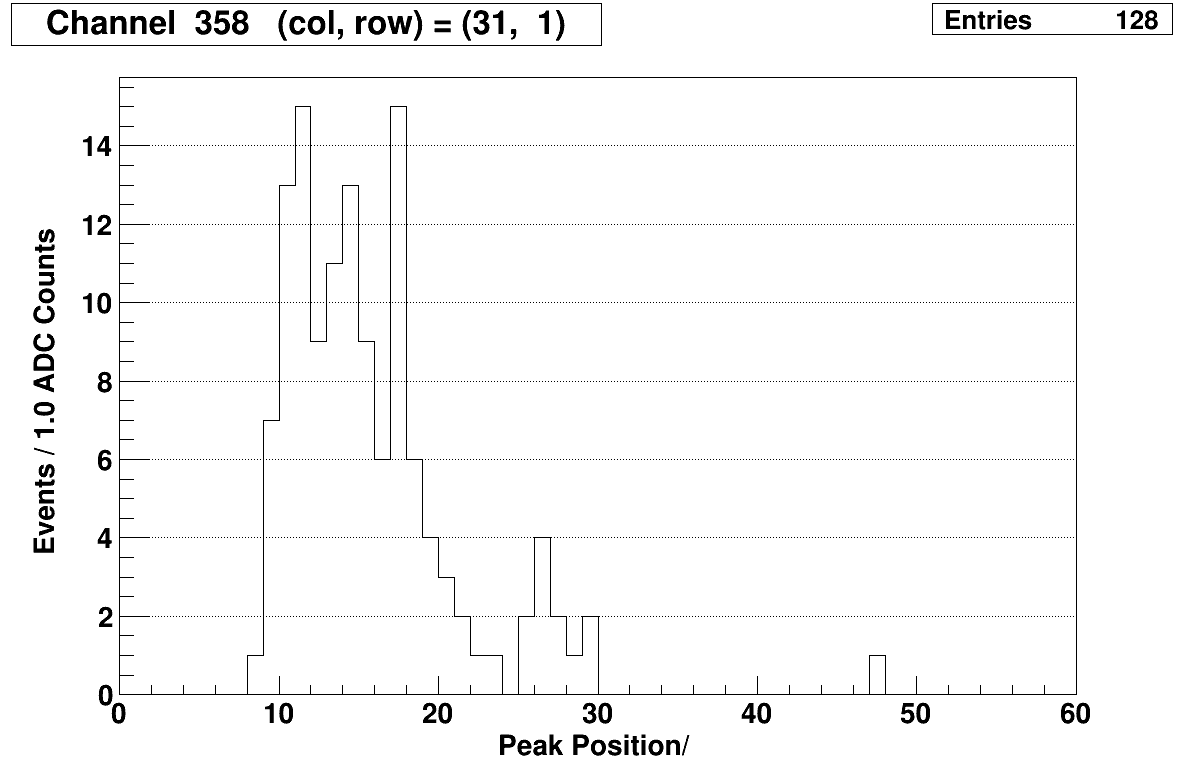 Channel 358 (col, row) = (31, 1)
Entries 128
14
12
10
8
6
4
2
0
Events / 1.0 ADC Counts
0 10 20 30 40 50 60
Peak Position/